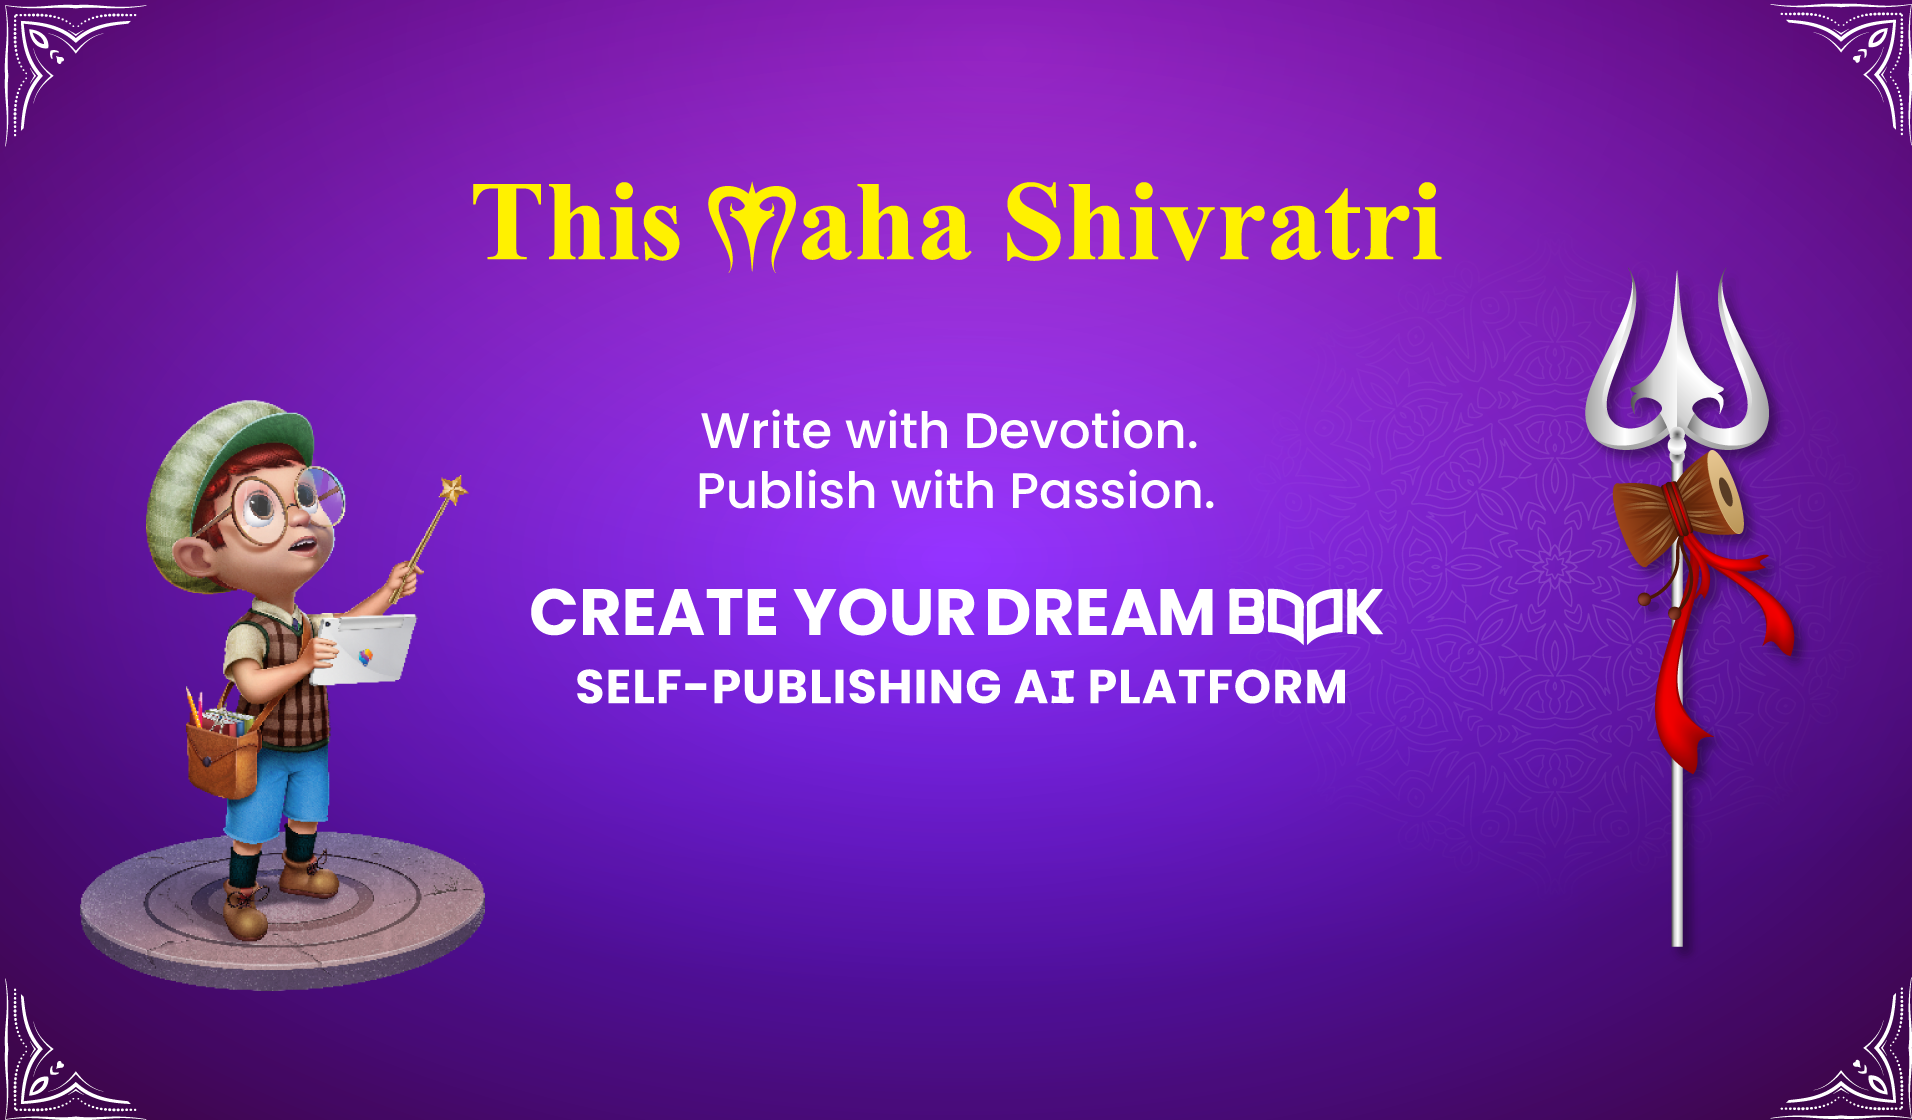 This Maha Shivratri
Write with Devotion.
Publish with Passion.
CREATE YOUR DREAM BOOK
SELF-PUBLISHING AI PLATFORM